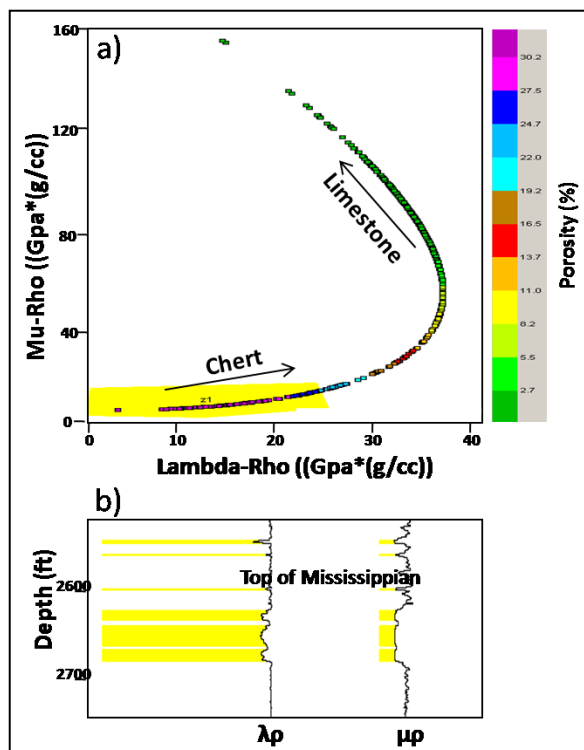 a)
160
120
80
40
0
Mu-Rho ((Gpa*(g/cc))
Limestone
Chert
z1
0
10
20
30
40
Lambda-Rho ((Gpa*(g/cc))
30.2
27.5
24.7
22.0
19.2
16.5
13.7
11.0
8.2
5.5
2.7
Porosity (%)
b)
Depth (ft)
2600
2700
Top of Mississippian
λρ
μρ